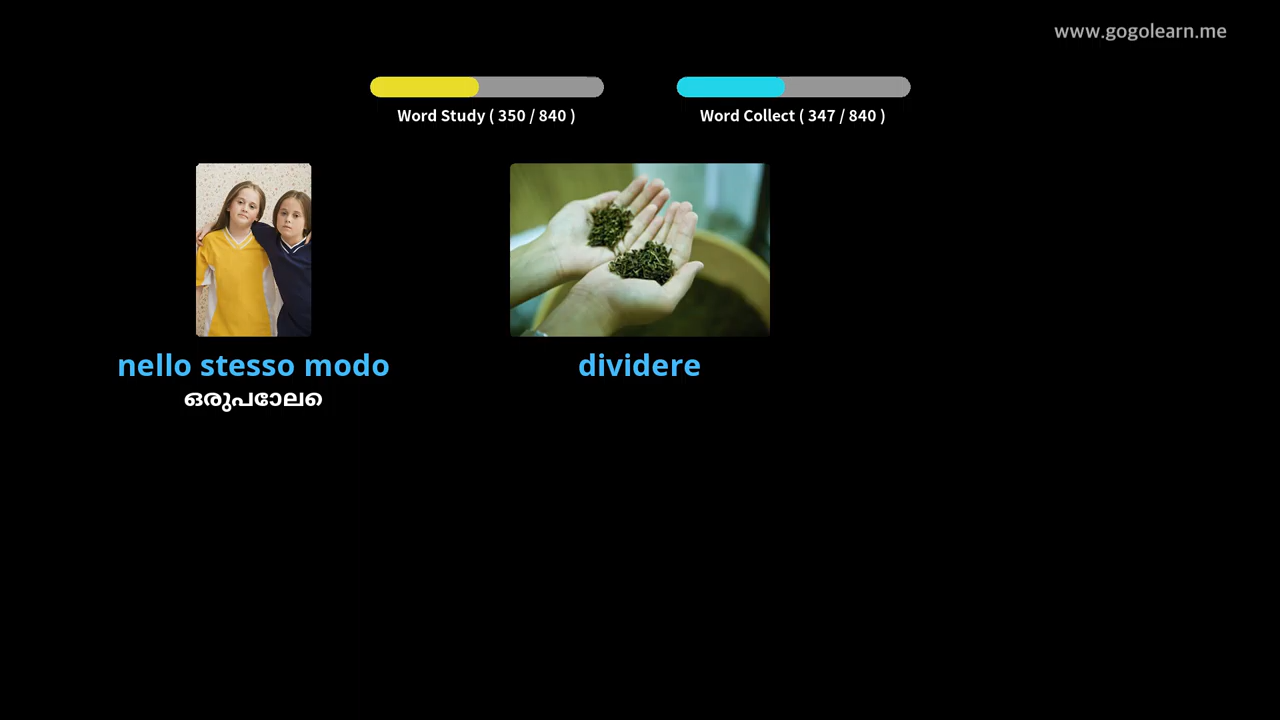 www.gogolearn.me
Word Study ( 350 / 840 )
Word Collect ( 347 / 840 )
nello stesso modo
ഒരുപോലെ
dividere